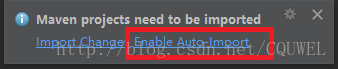 Maven projects need to be imported
Import Changes Enable Auto-Import
http://blog.csdn.net/CQUWEL